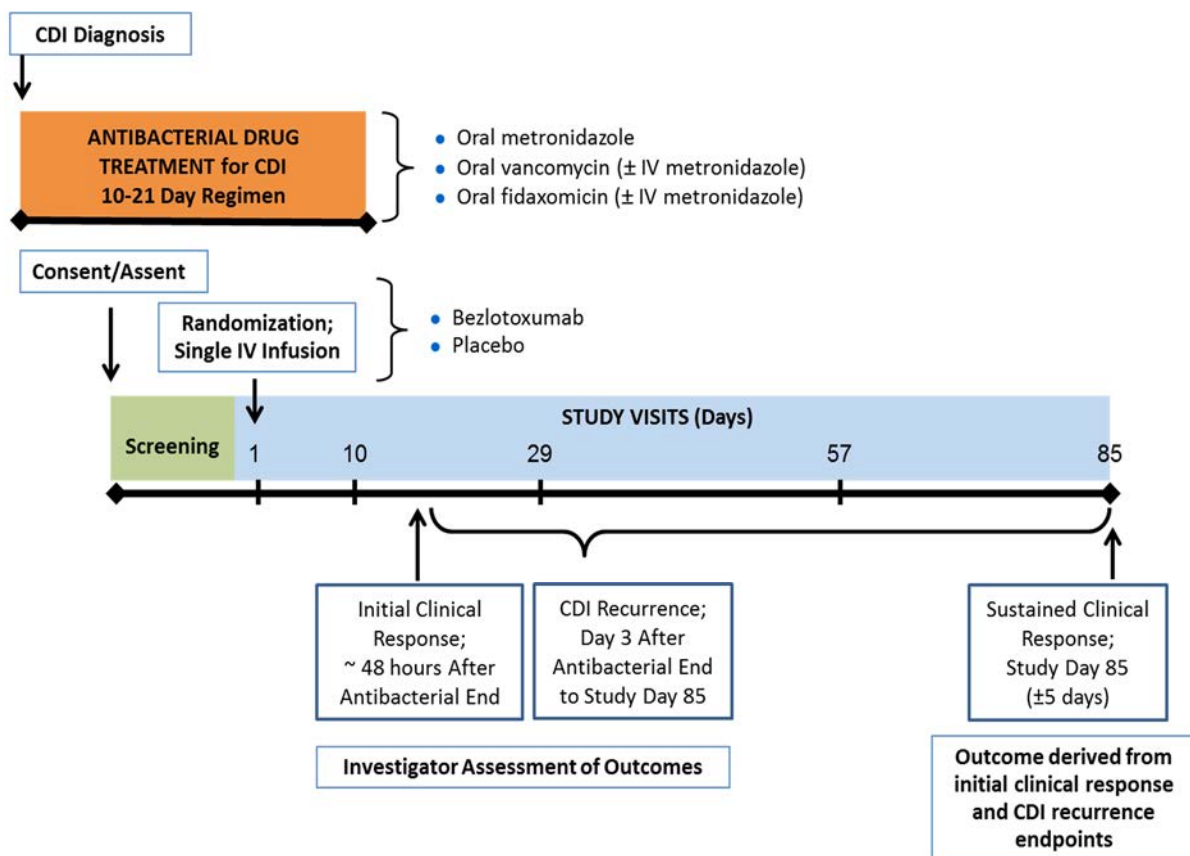 CDI Diagnosis
ANTIBACTERIAL DRUG
TREATMENT for CDI
10-21 Day Regimen
• Oral metronidazole
• Oral vancomycin (± IV metronidazole)
• Oral fidaxomicin (± IV metronidazole)
Consent/Assent
Randomization;
Single IV Infusion
• Bezlotoxumab
• Placebo
Screening
STUDY VISITS (Days)
1 10 29 57 85
Initial Clinical
Response;
~ 48 hours After
Antibacterial End
CDI Recurrence;
Day 3 After
Antibacterial End
to Study Day 85
Sustained Clinical
Response;
Study Day 85
(±5 days)
Investigator Assessment of Outcomes
Outcome derived from
initial clinical response
and CDI recurrence
endpoints